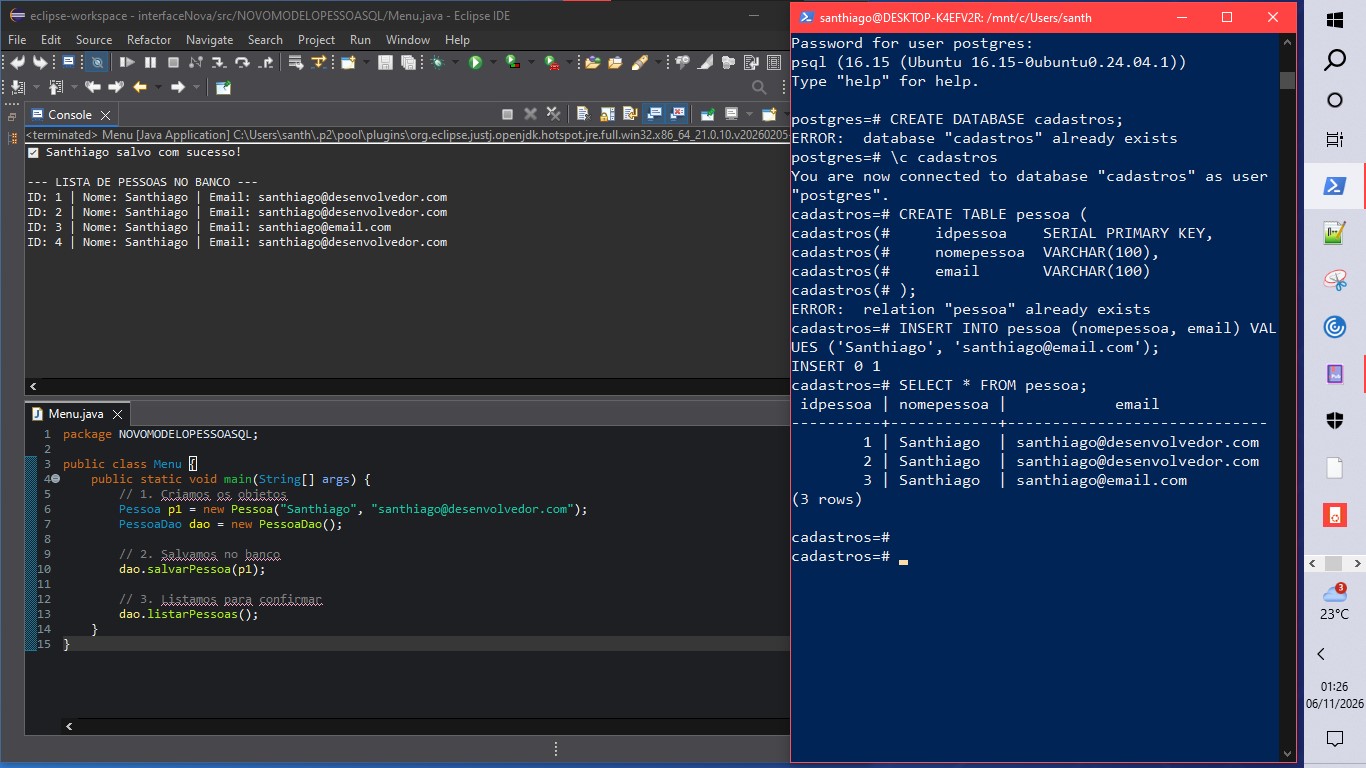 eclipse-workspace - interfaceNova/src/NOVOMODELOPESSOASQL/Menu.java - Eclipse IDE
File Edit Source Refactor Navigate Search Project Run Window Help
Console
<terminated> Menu [Java Application] C:\Users\santh\.p2\pool\plugins\org.eclipse.justj.openjdk.hotspot.jre.full.win32.x86_64_21.0.10.v20260205-
Santhiago salvo com sucesso!
--- LISTA DE PESSOAS NO BANCO ---
ID: 1 | Nome: Santhiago | Email: santhiago@desenvolvedor.com
ID: 2 | Nome: Santhiago | Email: santhiago@desenvolvedor.com
ID: 3 | Nome: Santhiago | Email: santhiago@email.com
ID: 4 | Nome: Santhiago | Email: santhiago@desenvolvedor.com
Menu.java
1 package NOVOMODELOPESSOASQL;
2
3 public class Menu {
4 public static void main(String[] args) {
5 // 1. Criamos os objetos
6 Pessoa p1 = new Pessoa("Santhiago", "santhiago@desenvolvedor.com");
7 PessoaDao dao = new PessoaDao();
8
9 // 2. Salvamos no banco
10 dao.salvarPessoa(p1);
11
12 // 3. Listamos para confirmar
13 dao.listarPessoas();
14 }
15 }
santhiago@DESKTOP-K4EFV2R: /mnt/c/Users/santh
Password for user postgres:
psql (16.15 (Ubuntu 16.15-0ubuntu0.24.04.1))
Type "help" for help.
postgres=# CREATE DATABASE cadastros;
ERROR:  database "cadastros" already exists
postgres=# \c cadastros
You are now connected to database "cadastros" as user
"postgres".
cadastros=# CREATE TABLE pessoa (
cadastros(#     idpessoa    SERIAL PRIMARY KEY,
cadastros(#     nomepessoa  VARCHAR(100),
cadastros(#     email       VARCHAR(100)
cadastros(# );
ERROR:  relation "pessoa" already exists
cadastros=# INSERT INTO pessoa (nomepessoa, email) VAL
UES ('Santhiago', 'santhiago@email.com');
INSERT 0 1
cadastros=# SELECT * FROM pessoa;
idpessoa | nomepessoa |            email
----------+------------+-----------------------------
1 | Santhiago  | santhiago@desenvolvedor.com
2 | Santhiago  | santhiago@desenvolvedor.com
3 | Santhiago  | santhiago@email.com
(3 rows)
cadastros=#
cadastros=#
3
23°C
01:26
06/11/2026